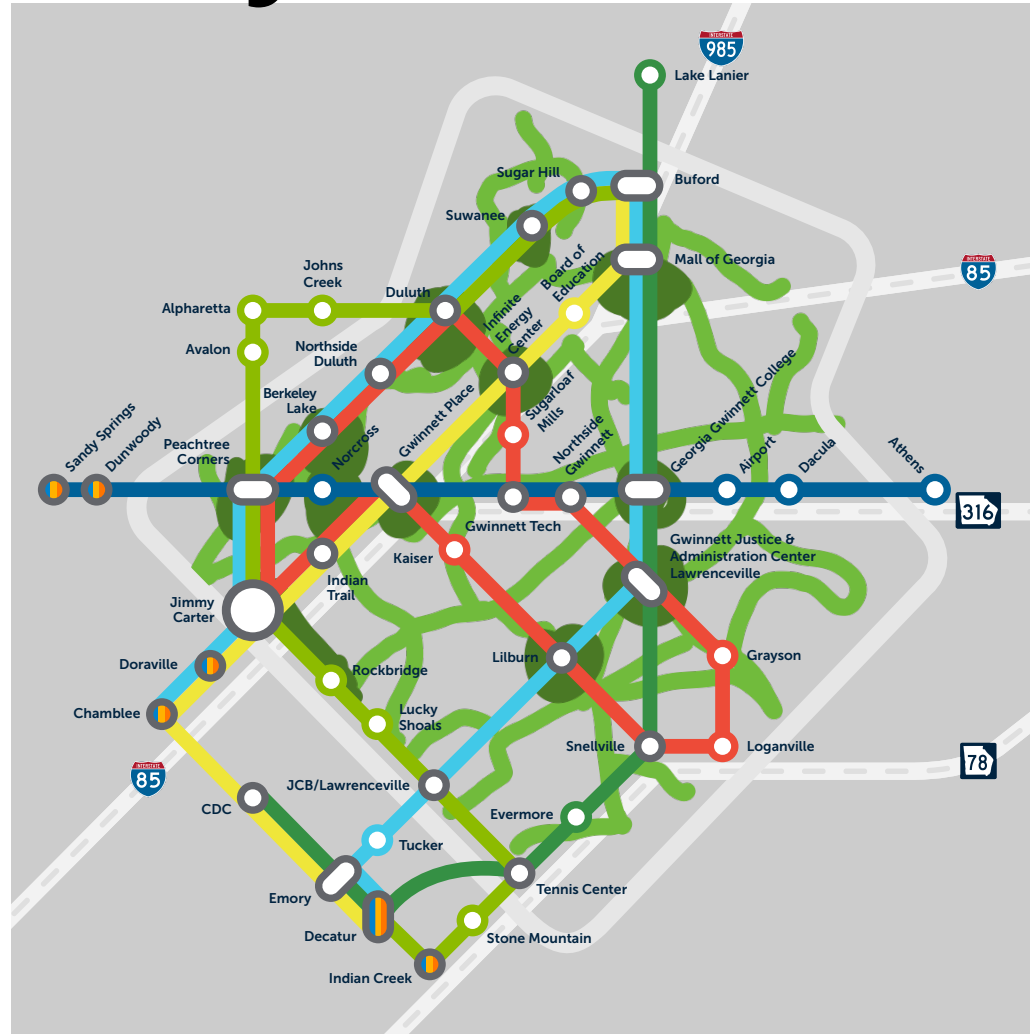 INTERSTATE
985
Lake Lanier
Sugar Hill
Buford
Suwanee
Board of
Education
Mall of Georgia
INTERSTATE
85
Johns
Creek
Alpharetta
Duluth
Infinite
Energy
Center
Avalon
Northside
Duluth
Berkeley
Lake
Gwinnett Place
Sugarloaf
Mills
Georgia Gwinnett College
Sandy Springs
Dunwoody
Peachtree
Corners
Norcross
Northside
Gwinnett
Airport
Dacula
Athens
316
Gwinnett Tech
Kaiser
Gwinnett Justice &
Administration Center
Lawrenceville
Indian
Trail
Jimmy
Carter
Doraville
Rockbridge
Lilburn
Grayson
Chamblee
Lucky
Shoals
Snellville
Loganville
78
INTERSTATE
85
JCB/Lawrenceville
CDC
Evermore
Tucker
Emory
Tennis Center
Decatur
Stone Mountain
Indian Creek